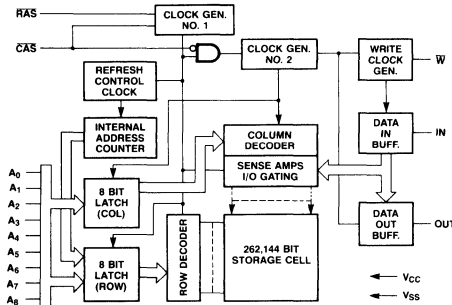 RAS
CLOCK GEN.
NO. 1
CAS
CLOCK GEN.
NO. 2
WRITE
CLOCK
GEN.
W
REFRESH
CONTROL
CLOCK
INTERNAL
ADDRESS
COUNTER
COLUMN
DECODER
SENSE AMPS
I/O GATING
DATA
IN
BUFF.
IN
A0
A1
A2
A3
A4
A5
A6
A7
A8
8 BIT
LATCH
(COL)
8 BIT
LATCH
(ROW)
ROW DECODER
262,144 BIT
STORAGE CELL
DATA
OUT
BUFF.
OUT
VCC
VSS